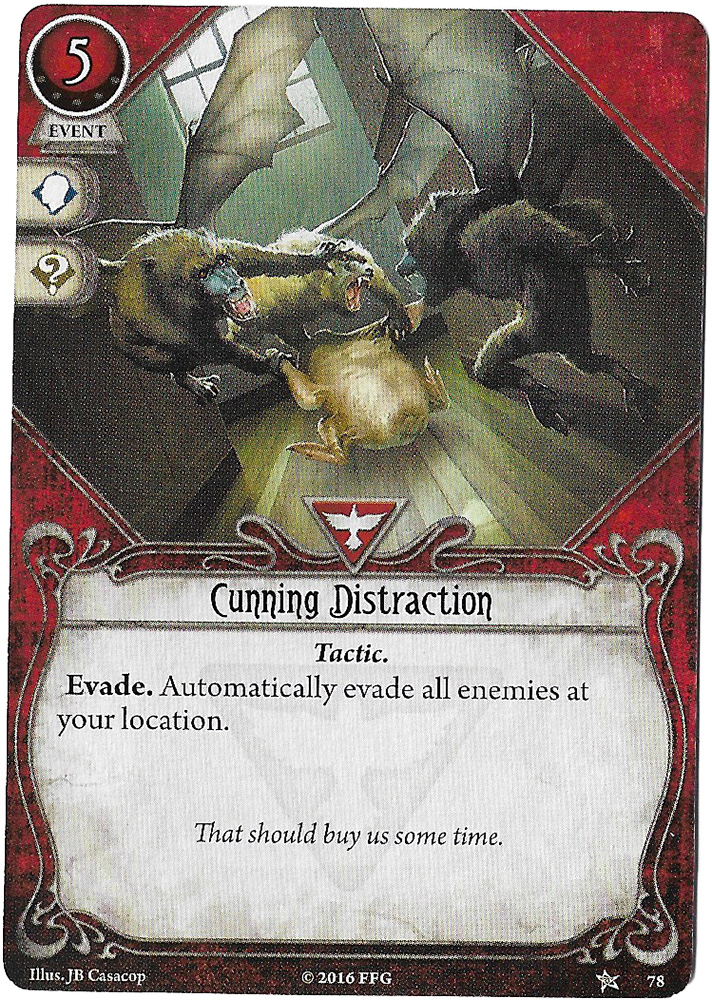 5
EVENT
?
Cunning Distraction
Tactic.
Evade. Automatically evade all enemies at
your location.
That should buy us some time.
Illus. JB Casacop
© 2016 FFG
78